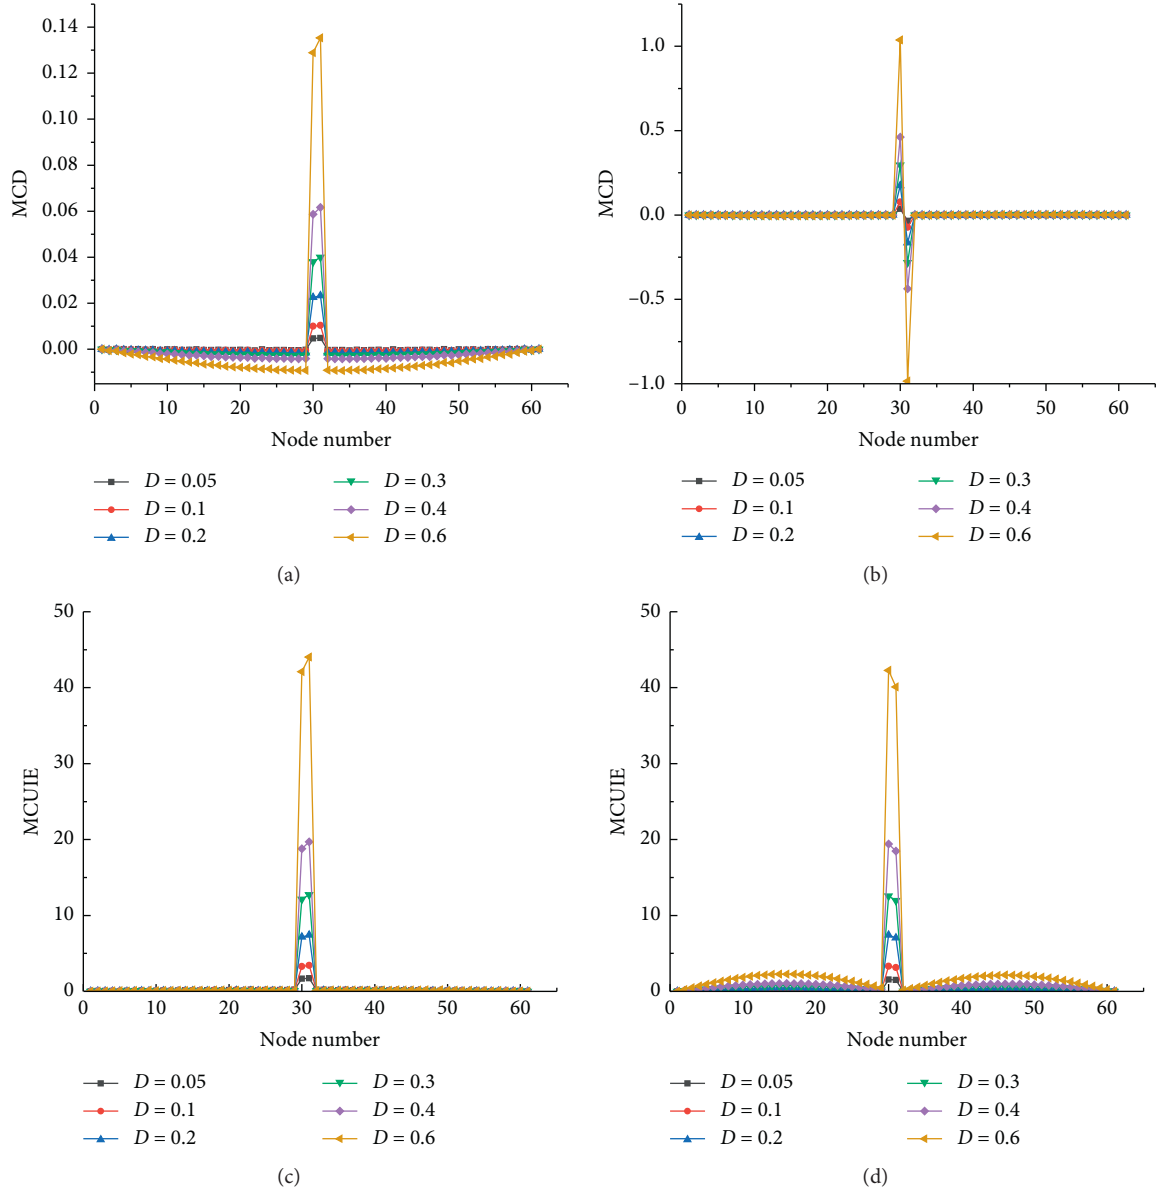 0.14
0.12
0.10
0.08
0.06
0.04
0.02
0.00
MCD
0 10 20 30 40 50 60
Node number
D = 0.05 D = 0.3
D = 0.1 D = 0.4
D = 0.2 D = 0.6
(a)
1.0
0.5
0.0
–0.5
–1.0
MCD
0 10 20 30 40 50 60
Node number
D = 0.05 D = 0.3
D = 0.1 D = 0.4
D = 0.2 D = 0.6
(b)
50
40
30
20
10
0
MCUIE
0 10 20 30 40 50 60
Node number
D = 0.05 D = 0.3
D = 0.1 D = 0.4
D = 0.2 D = 0.6
(c)
50
40
30
20
10
0
MCUIE
0 10 20 30 40 50 60
Node number
D = 0.05 D = 0.3
D = 0.1 D = 0.4
D = 0.2 D = 0.6
(d)